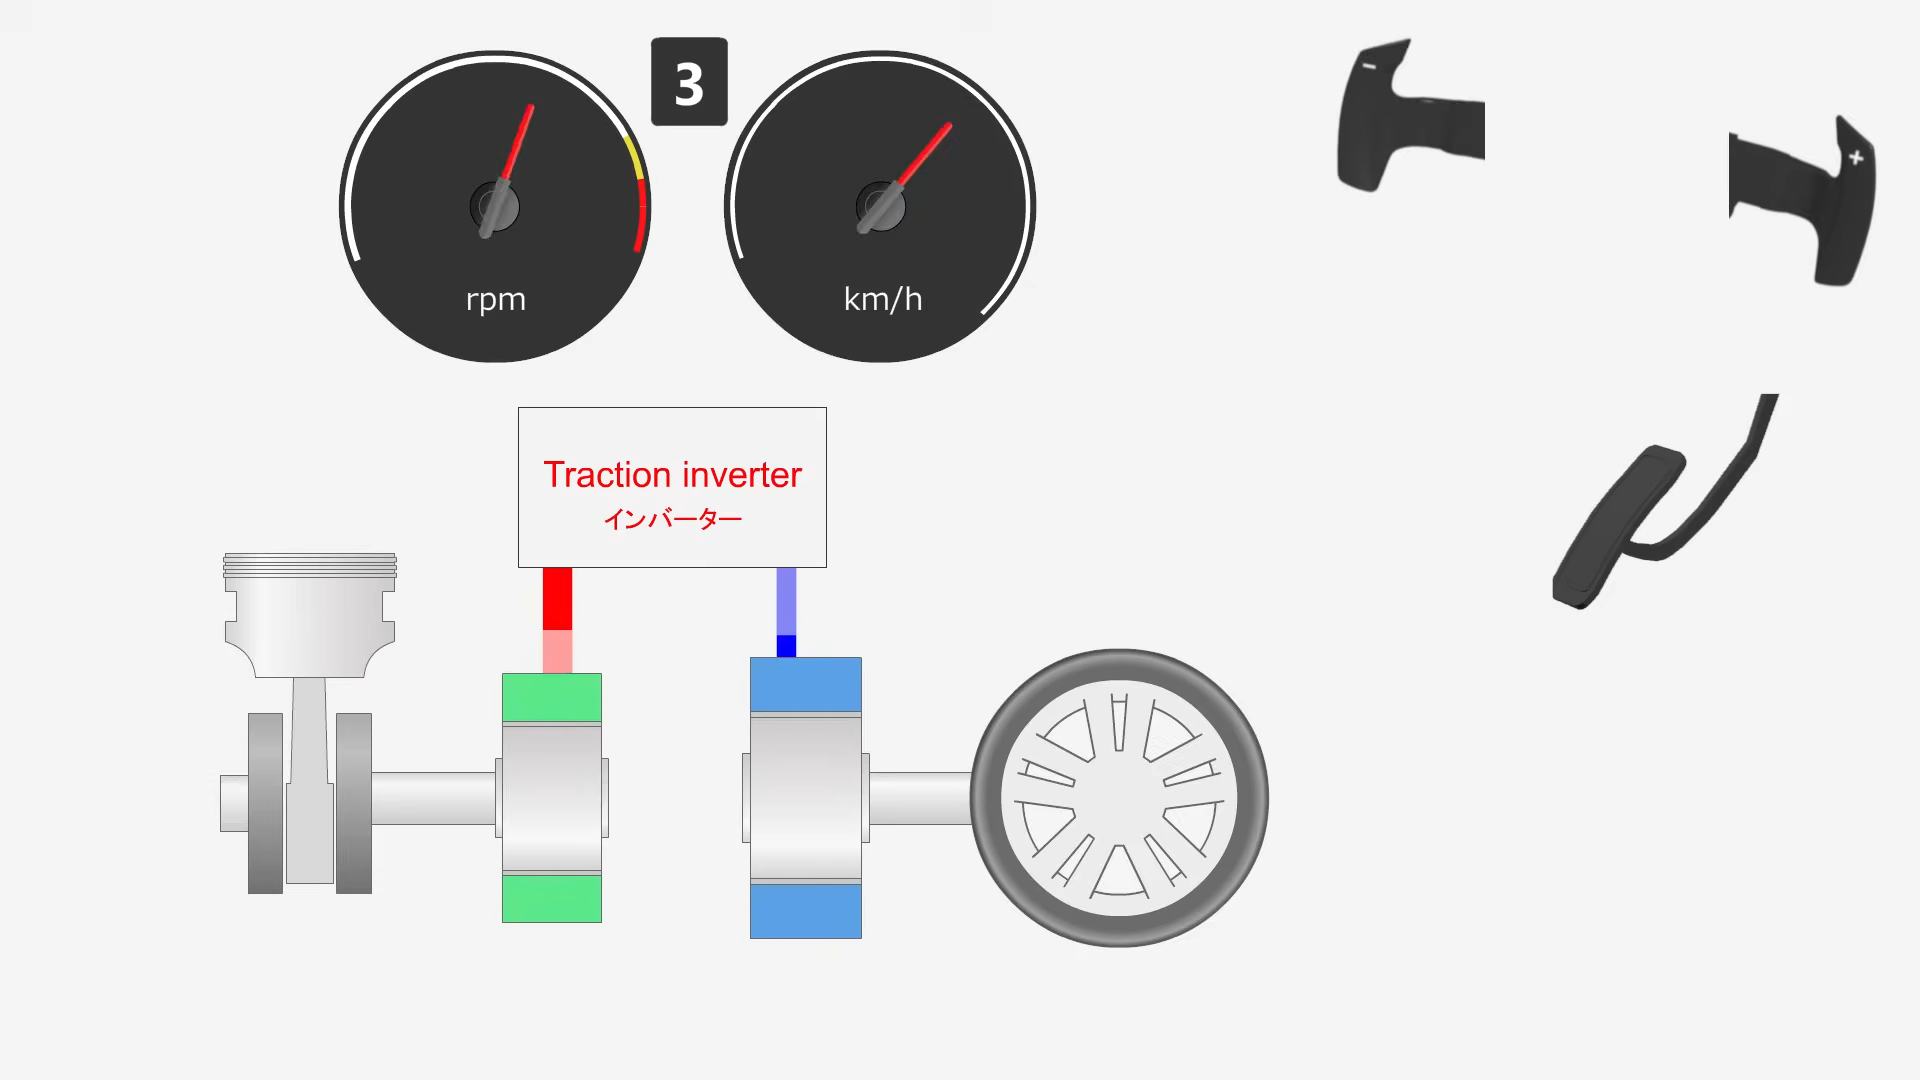 3
rpm
km/h
−
+
Traction inverter
インバーター